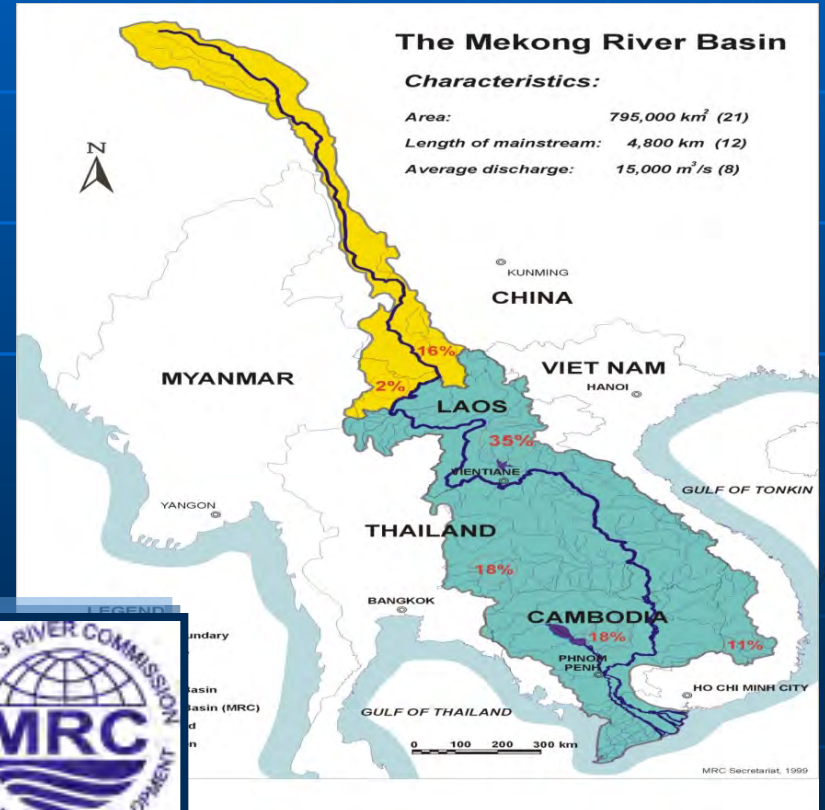 The Mekong River Basin
Characteristics:
Area: 795,000 km² (21)
Length of mainstream: 4,800 km (12)
Average discharge: 15,000 m³/s (8)
N
KUNMING
CHINA
16%
MYANMAR
VIET NAM
2%
HANOI
LAOS
35%
VIENTIANE
GULF OF TONKIN
YANGON
THAILAND
18%
BANGKOK
CAMBODIA
18%
11%
PHNOM
PENH
HO CHI MINH CITY
GULF OF THAILAND
0 100 200 300 km
MRC Secretariat, 1999
LEGEND
Basin (MRC)
RIVER COMMISSION
MRC